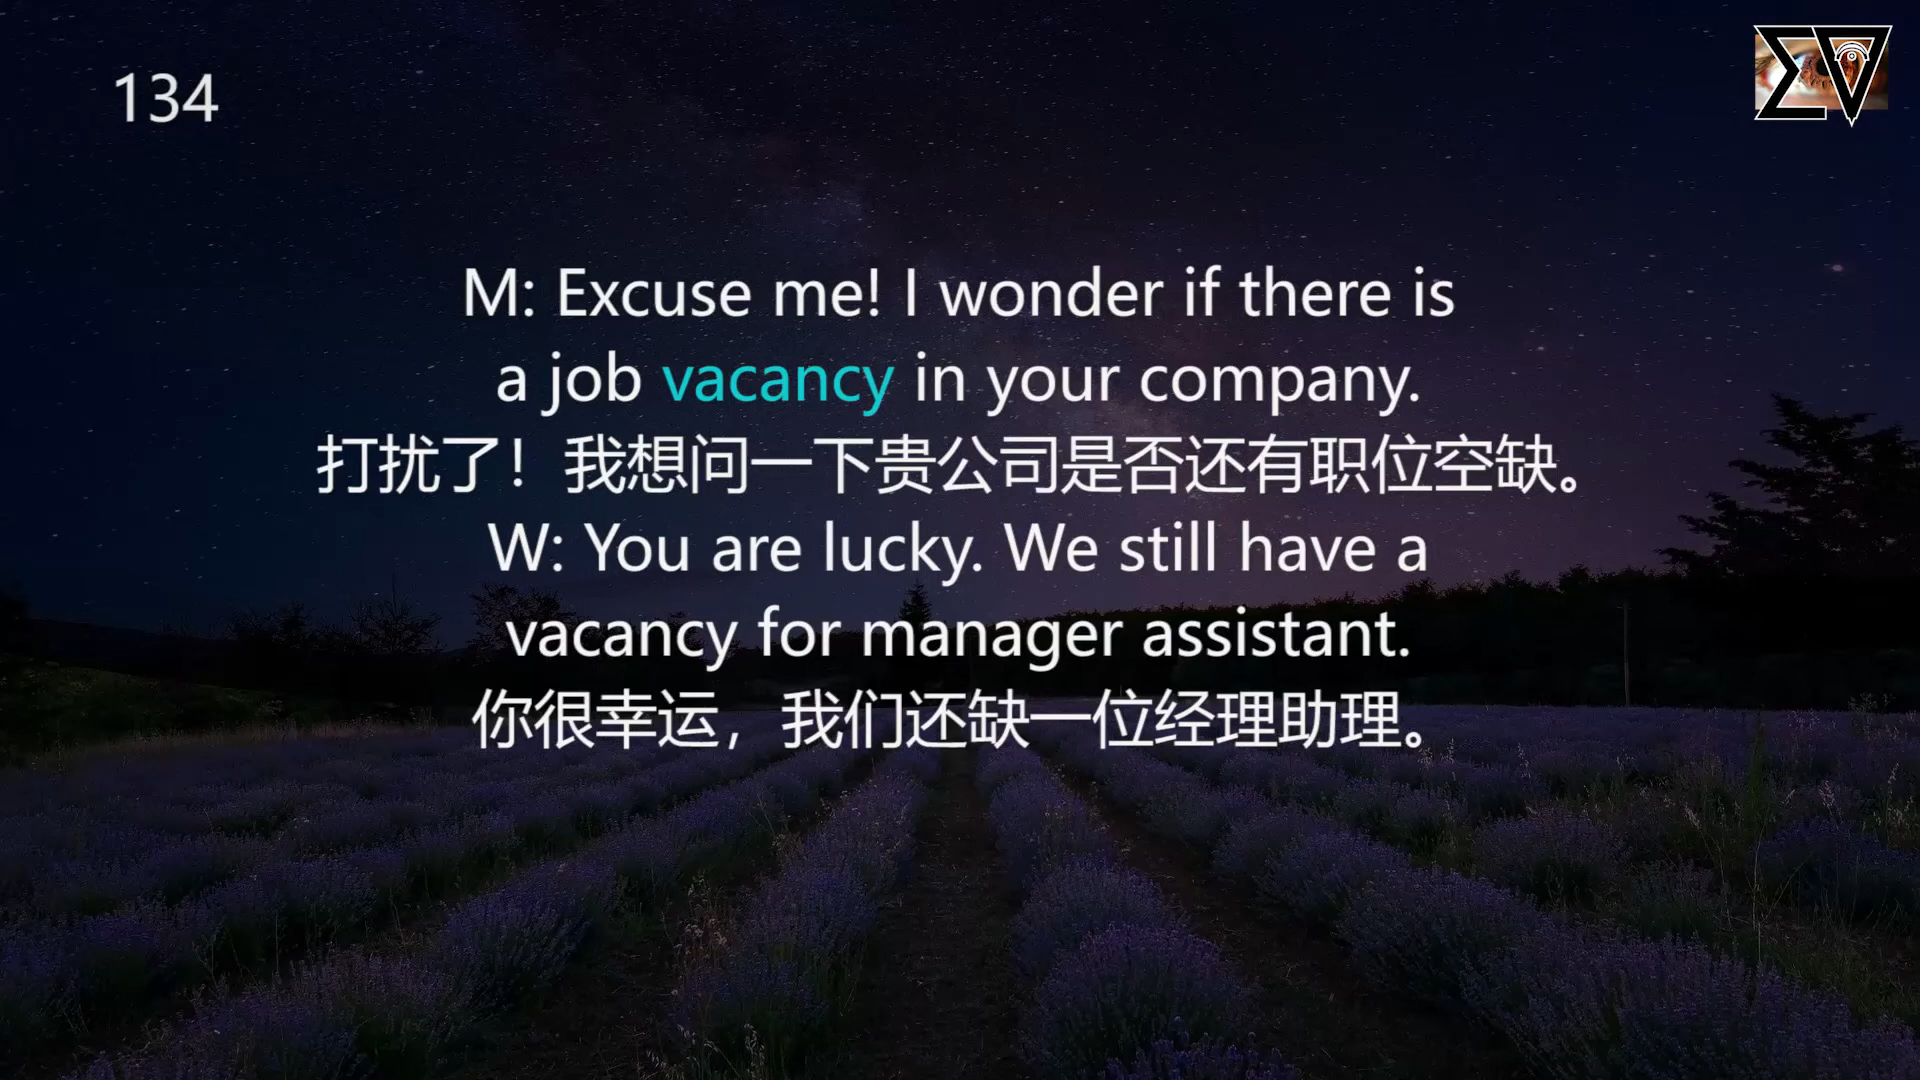 134
M: Excuse me! I wonder if there is
a job vacancy in your company.
打扰了！我想问一下贵公司是否还有职位空缺。
W: You are lucky. We still have a
vacancy for manager assistant.
你很幸运，我们还缺一位经理助理。